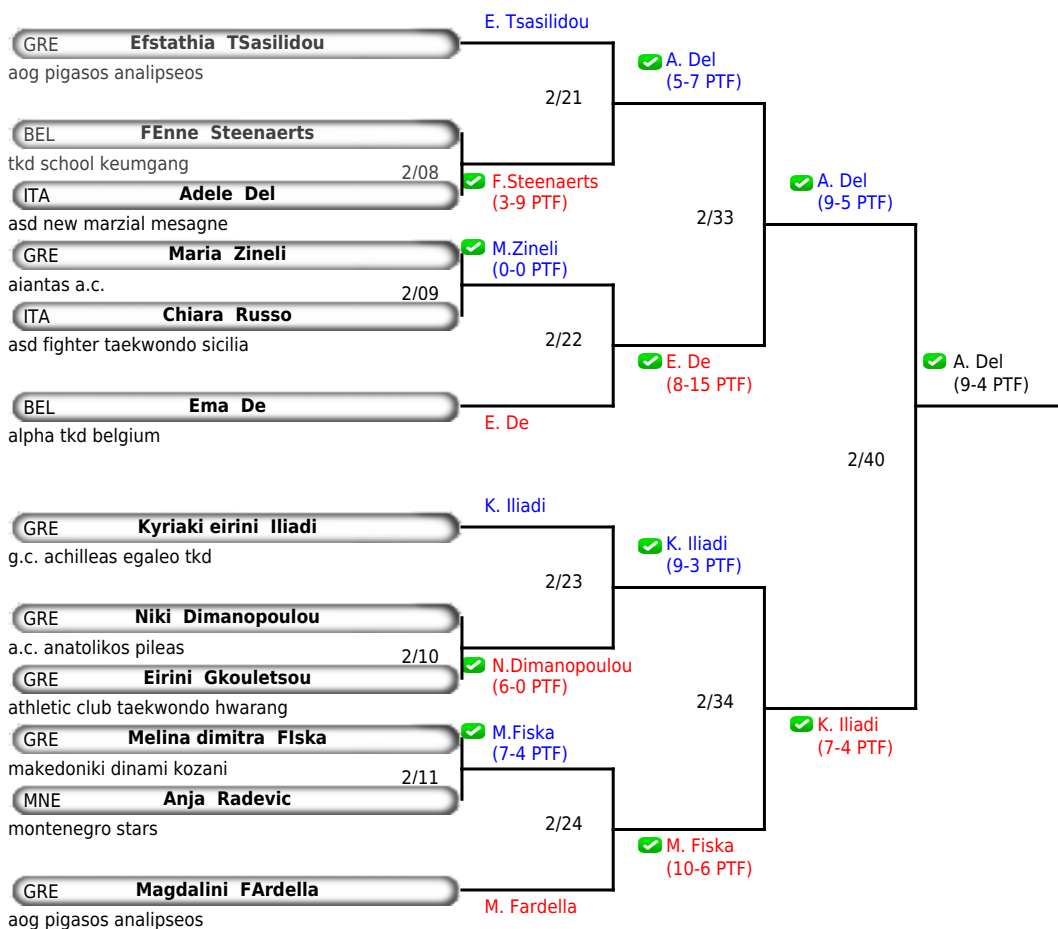 E. Tsasilidou
GRE Efstathia TSasilidou
aog pigasos analipseos
A. Del
(5-7 PTF)
2/21
BEL FEnne Steenaerts
tkd school keumgang
2/08
F.Steenaerts
(3-9 PTF)
ITA Adele Del
asd new marzial mesagne
A. Del
(9-5 PTF)
2/33
GRE Maria Zineli
aiantas a.c.
M.Zineli
(0-0 PTF)
2/09
ITA Chiara Russo
asd fighter taekwondo sicilia
2/22
E. De
(8-15 PTF)
A. Del
(9-4 PTF)
BEL Ema De
alpha tkd belgium
E. De
2/40
K. Iliadi
GRE Kyriaki eirini Iliadi
g.c. achilleas egaleo tkd
K. Iliadi
(9-3 PTF)
2/23
GRE Niki Dimanopoulou
a.c. anatolikos pileas
2/10
N.Dimanopoulou
(6-0 PTF)
GRE Eirini Gkouletsou
athletic club taekwondo hwarang
2/34
K. Iliadi
(7-4 PTF)
GRE Melina dimitra FIska
makedoniki dinami kozani
M.Fiska
(7-4 PTF)
2/11
MNE Anja Radevic
montenegro stars
2/24
M. Fiska
(10-6 PTF)
GRE Magdalini FArdella
aog pigasos analipseos
M. Fardella